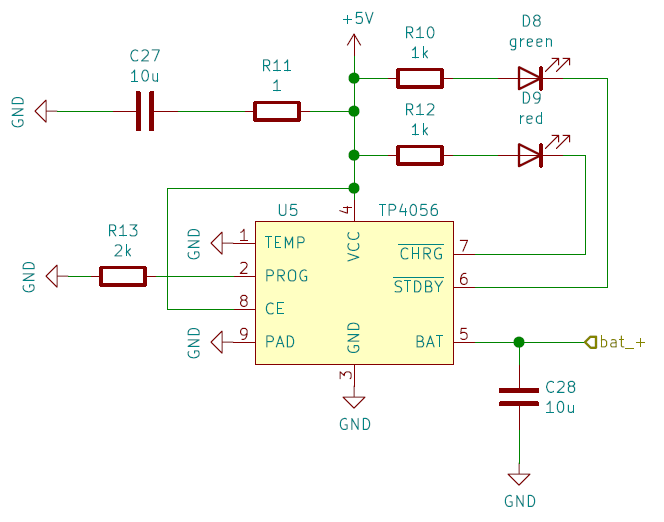 +5V
D8
green
R10
1k
C27
10u
R11
1
GND
D9
red
R12
1k
U5
TP4056
4
VCC
R13
2k
GND
GND
1
TEMP
CHRG
7
2
PROG
STDBY
6
8
CE
GND
9
PAD
GND
BAT
5
bat_+
3
GND
C28
10u
GND